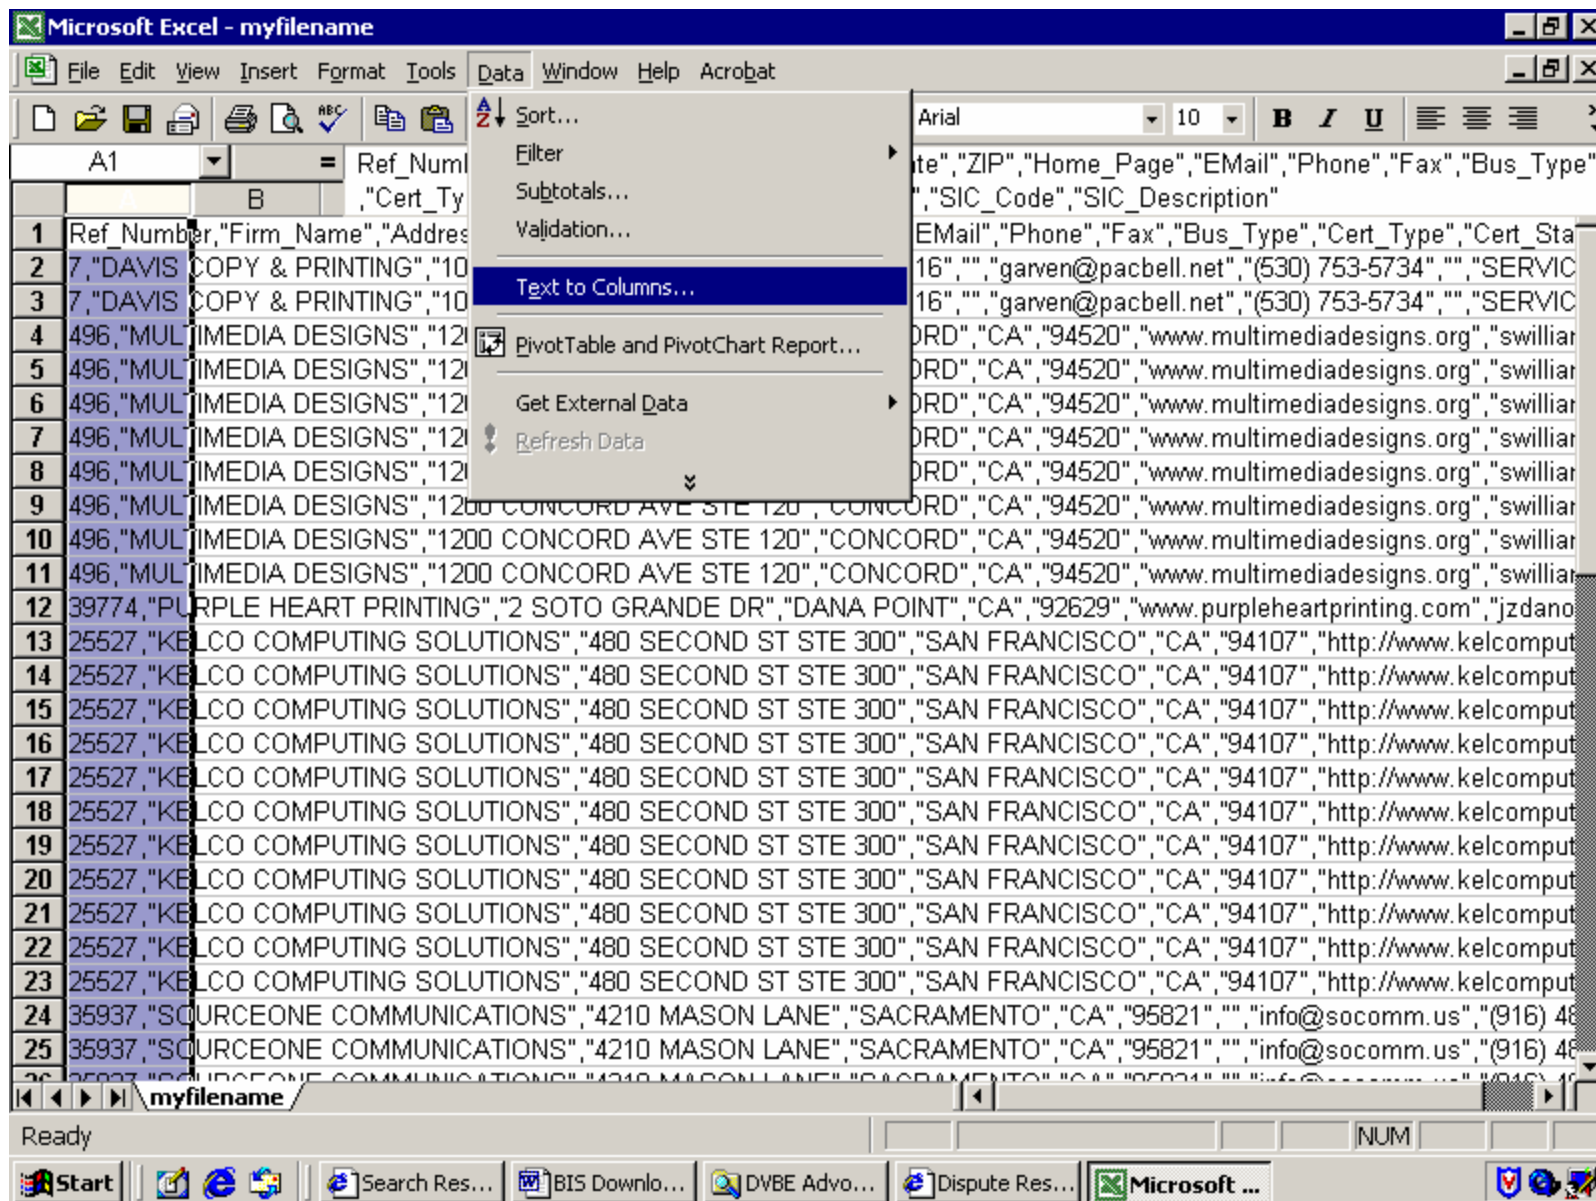 Microsoft Excel - myfilename
File Edit View Insert Format Tools Data Window Help Acrobat
Arial 10 B I U
A1 = Ref_Numb te","ZIP","Home_Page","EMail","Phone","Fax","Bus_Type"
,"Cert_Ty ","SIC_Code","SIC_Description"
B
Sort...
Filter
Subtotals...
Validation...
Text to Columns...
PivotTable and PivotChart Report...
Get External Data
Refresh Data
1 Ref_Number,"Firm_Name","Addres EMail","Phone","Fax","Bus_Type","Cert_Type","Cert_Sta
2 7,"DAVIS COPY & PRINTING","10 16","","garven@pacbell.net","(530) 753-5734","","SERVIC
3 7,"DAVIS COPY & PRINTING","10 16","","garven@pacbell.net","(530) 753-5734","","SERVIC
4 496,"MULTIMEDIA DESIGNS","12 ORD","CA","94520","www.multimediadesigns.org","swilliar
5 496,"MULTIMEDIA DESIGNS","12 ORD","CA","94520","www.multimediadesigns.org","swilliar
6 496,"MULTIMEDIA DESIGNS","12 ORD","CA","94520","www.multimediadesigns.org","swilliar
7 496,"MULTIMEDIA DESIGNS","12 ORD","CA","94520","www.multimediadesigns.org","swilliar
8 496,"MULTIMEDIA DESIGNS","12 ORD","CA","94520","www.multimediadesigns.org","swilliar
9 496,"MULTIMEDIA DESIGNS","1200 CONCORD AVE STE 120","CONCORD","CA","94520","www.multimediadesigns.org","swilliar
10 496,"MULTIMEDIA DESIGNS","1200 CONCORD AVE STE 120","CONCORD","CA","94520","www.multimediadesigns.org","swilliar
11 496,"MULTIMEDIA DESIGNS","1200 CONCORD AVE STE 120","CONCORD","CA","94520","www.multimediadesigns.org","swilliar
12 39774,"PURPLE HEART PRINTING","2 SOTO GRANDE DR","DANA POINT","CA","92629","www.purpleheartprinting.com","jzdano
13 25527,"KELCO COMPUTING SOLUTIONS","480 SECOND ST STE 300","SAN FRANCISCO","CA","94107","http://www.kelcomput
14 25527,"KELCO COMPUTING SOLUTIONS","480 SECOND ST STE 300","SAN FRANCISCO","CA","94107","http://www.kelcomput
15 25527,"KELCO COMPUTING SOLUTIONS","480 SECOND ST STE 300","SAN FRANCISCO","CA","94107","http://www.kelcomput
16 25527,"KELCO COMPUTING SOLUTIONS","480 SECOND ST STE 300","SAN FRANCISCO","CA","94107","http://www.kelcomput
17 25527,"KELCO COMPUTING SOLUTIONS","480 SECOND ST STE 300","SAN FRANCISCO","CA","94107","http://www.kelcomput
18 25527,"KELCO COMPUTING SOLUTIONS","480 SECOND ST STE 300","SAN FRANCISCO","CA","94107","http://www.kelcomput
19 25527,"KELCO COMPUTING SOLUTIONS","480 SECOND ST STE 300","SAN FRANCISCO","CA","94107","http://www.kelcomput
20 25527,"KELCO COMPUTING SOLUTIONS","480 SECOND ST STE 300","SAN FRANCISCO","CA","94107","http://www.kelcomput
21 25527,"KELCO COMPUTING SOLUTIONS","480 SECOND ST STE 300","SAN FRANCISCO","CA","94107","http://www.kelcomput
22 25527,"KELCO COMPUTING SOLUTIONS","480 SECOND ST STE 300","SAN FRANCISCO","CA","94107","http://www.kelcomput
23 25527,"KELCO COMPUTING SOLUTIONS","480 SECOND ST STE 300","SAN FRANCISCO","CA","94107","http://www.kelcomput
24 35937,"SOURCEONE COMMUNICATIONS","4210 MASON LANE","SACRAMENTO","CA","95821","","info@socomm.us","(916) 48
25 35937,"SOURCEONE COMMUNICATIONS","4210 MASON LANE","SACRAMENTO","CA","95821","","info@socomm.us","(916) 48
myfilename
Ready NUM
Start Search Res... BIS Downlo... DVBE Advo... Dispute Res... Microsoft ...